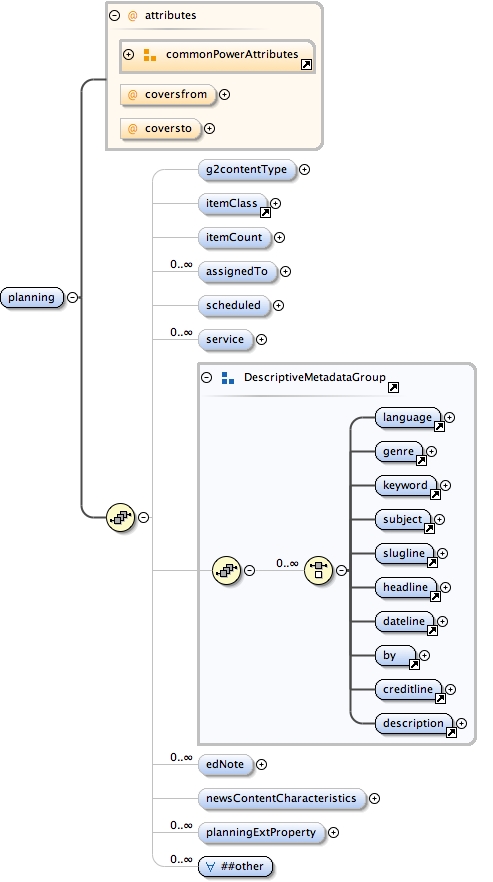 @ attributes
commonPowerAttributes
@ coversfrom
@ coversto
g2contentType
itemClass
itemCount
0..∞ assignedTo
planning
scheduled
0..∞ service
DescriptiveMetadataGroup
language
genre
keyword
subject
slugline
0..∞
headline
dateline
by
creditline
description
0..∞ edNote
newsContentCharacteristics
0..∞ planningExtProperty
0..∞ ∀ ##other